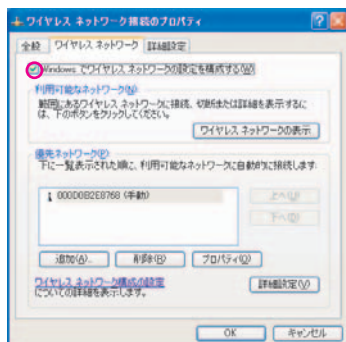 ワイヤレス ネットワーク接続のプロパティ
全般 ワイヤレス ネットワーク 詳細設定
Windows でワイヤレス ネットワークの設定を構成する(W)
利用可能なネットワーク(N)
範囲にあるワイヤレス ネットワークに接続、切断または詳細を表示するに
は、下のボタンをクリックしてください。
ワイヤレス ネットワークの表示
優先ネットワーク(P)
下に一覧表示された順に、利用可能なネットワークに自動的に接続します
000D0B2E8768 (手動)
上へ(U)
下へ(D)
追加(A)... 削除(R) プロパティ(O)
ワイヤレス ネットワーク構成の設定
についての詳細を表示します。
詳細設定(V)
OK キャンセル